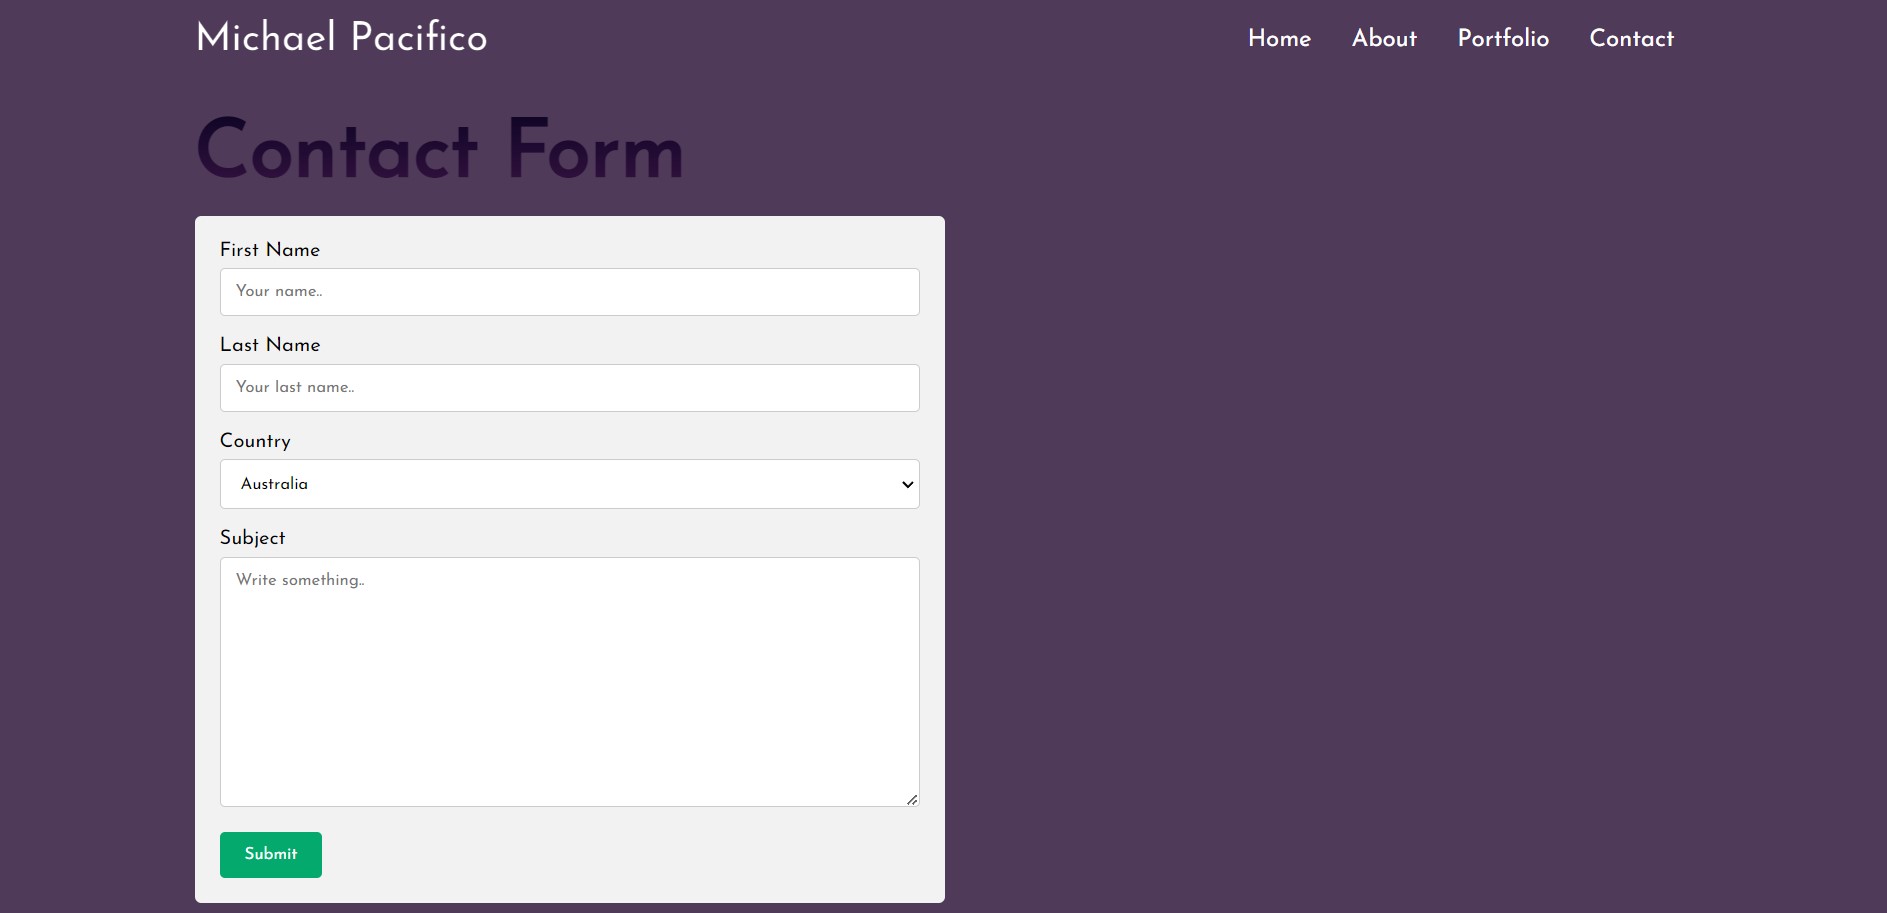 Michael Pacifico
Home About Portfolio Contact
Contact Form
First Name
Your name..
Last Name
Your last name..
Country
Australia
Subject
Write something..
Submit